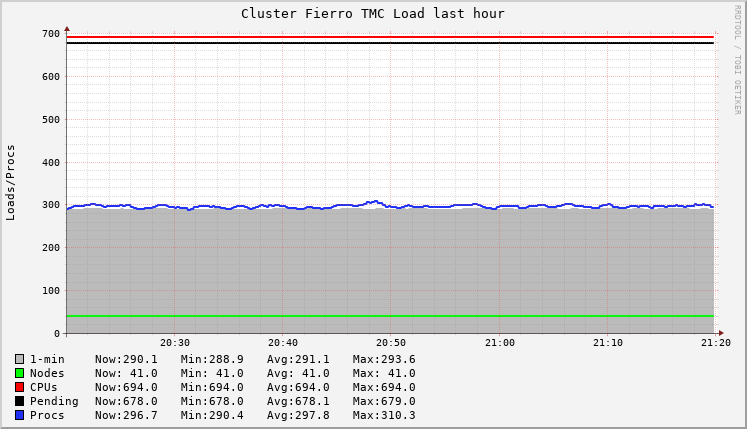 Cluster Fierro TMC Load last hour
RRDTOOL / TOBI OETIKER
Loads/Procs
700
600
500
400
300
200
100
0
20:30 20:40 20:50 21:00 21:10 21:20
1-min Now:290.1 Min:288.9 Avg:291.1 Max:293.6
Nodes Now: 41.0 Min: 41.0 Avg: 41.0 Max: 41.0
CPUs Now:694.0 Min:694.0 Avg:694.0 Max:694.0
Pending Now:678.0 Min:678.0 Avg:678.1 Max:679.0
Procs Now:296.7 Min:290.4 Avg:297.8 Max:310.3